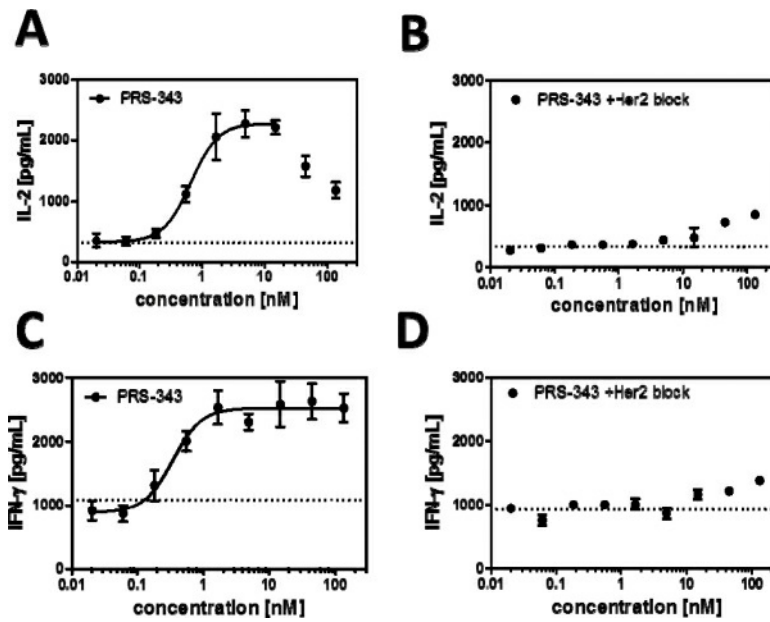 A
3000
2000
1000
0
IL-2 [pg/mL]
PRS-343
0.01 0.1 1 10 100
concentration [nM]
B
3000
2000
1000
0
IL-2 [pg/mL]
PRS-343 +Her2 block
0.01 0.1 1 10 100
concentration [nM]
C
3000
2000
1000
0
IFN-γ [pg/mL]
PRS-343
0.01 0.1 1 10 100
concentration [nM]
D
3000
2000
1000
0
IFN-γ [pg/mL]
PRS-343 +Her2 block
0.01 0.1 1 10 100
concentration [nM]